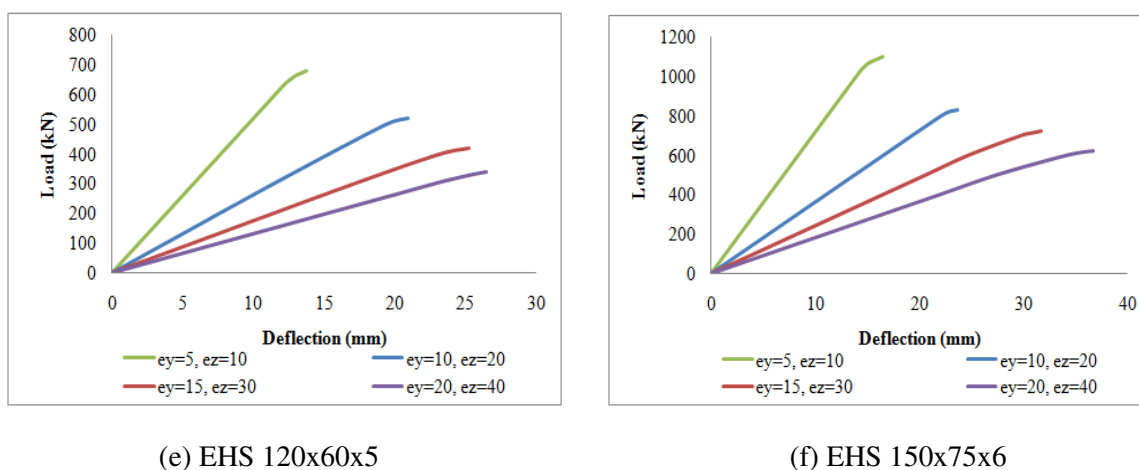 800
700
600
500
400
300
200
100
0
Load (kN)
0 5 10 15 20 25 30
Deflection (mm)
ey=5, ez=10 ey=10, ez=20
ey=15, ez=30 ey=20, ez=40
(e) EHS 120x60x5
1200
1000
800
600
400
200
0
Load (kN)
0 10 20 30 40
Deflection (mm)
ey=5, ez=10 ey=10, ez=20
ey=15, ez=30 ey=20, ez=40
(f) EHS 150x75x6